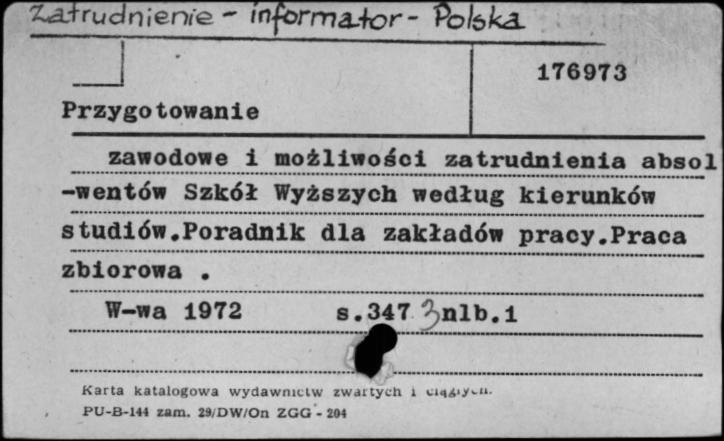 Zatrudnienie - informator - Polska
176973
Przygotowanie
zawodowe i możliwości zatrudnienia absol
-wentów Szkół Wyższych według kierunków
studiów.Poradnik dla zakładów pracy.Praca
zbiorowa .
W-wa 1972 s.347 3nlb.1
Karta katalogowa wydawnictw zwartych i ciągłych.
PU-B-144 zam. 29/DW/On ZGG - 204